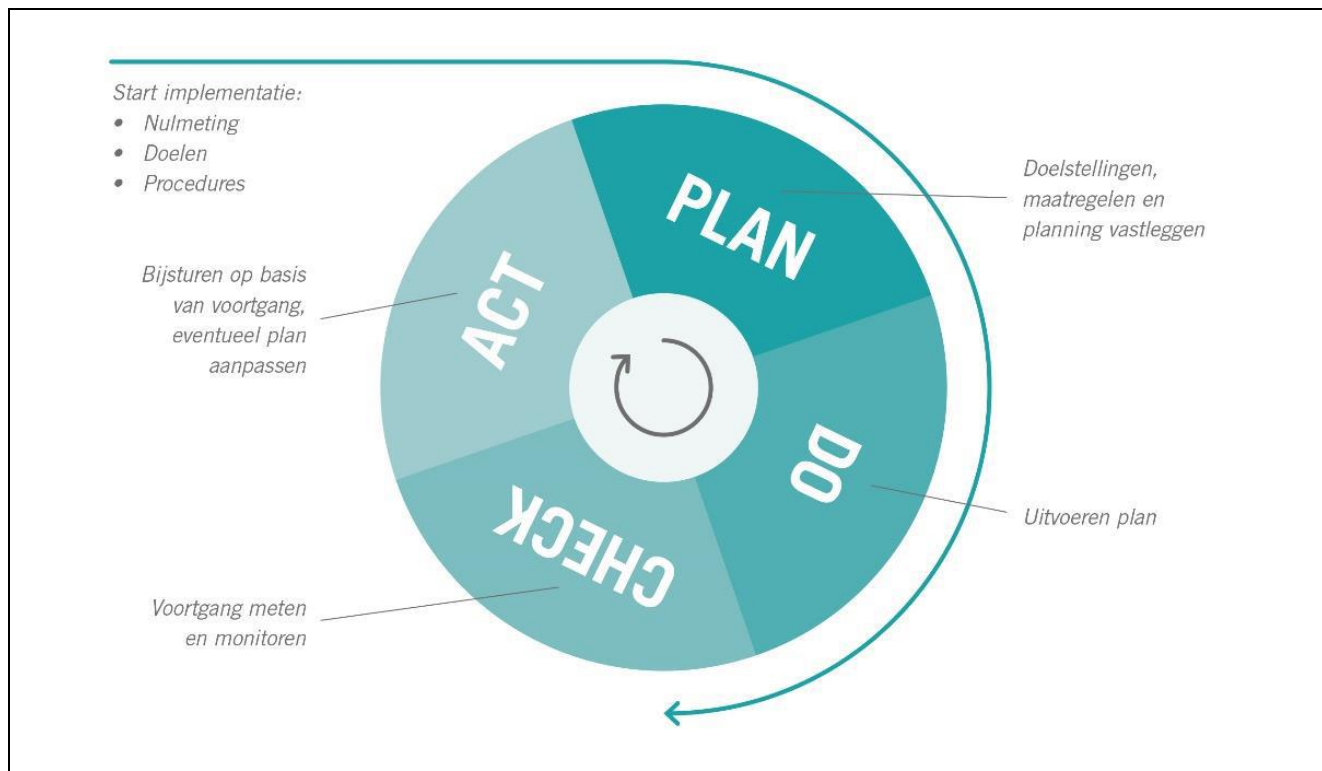 Start implementatie:
• Nulmeting
• Doelen
• Procedures
PLAN
Doelstellingen,
maatregelen en
planning vastleggen
DO
Uitvoeren plan
CHECK
Voortgang meten
en monitoren
ACT
Bijsturen op basis
van voortgang,
eventueel plan
aanpassen